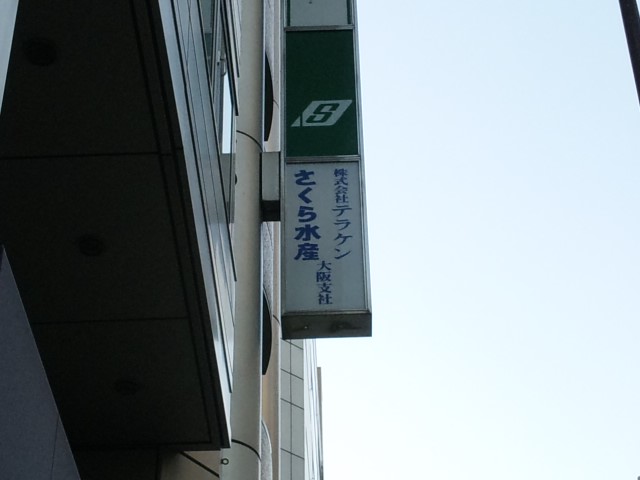 S
株式会社テラケン
さくら水産
大阪支社